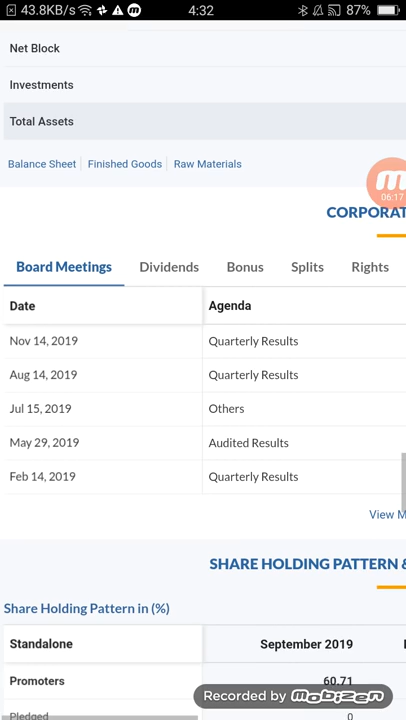 43.8KB/s 4:32 87%
Net Block
Investments
Total Assets
Balance Sheet Finished Goods Raw Materials
06:17
CORPORAT
Board Meetings Dividends Bonus Splits Rights
Date Agenda
Nov 14, 2019 Quarterly Results
Aug 14, 2019 Quarterly Results
Jul 15, 2019 Others
May 29, 2019 Audited Results
Feb 14, 2019 Quarterly Results
View M
SHARE HOLDING PATTERN &
Share Holding Pattern in (%)
Standalone September 2019
Promoters 60.71
Recorded by mobizen
Pledged 0